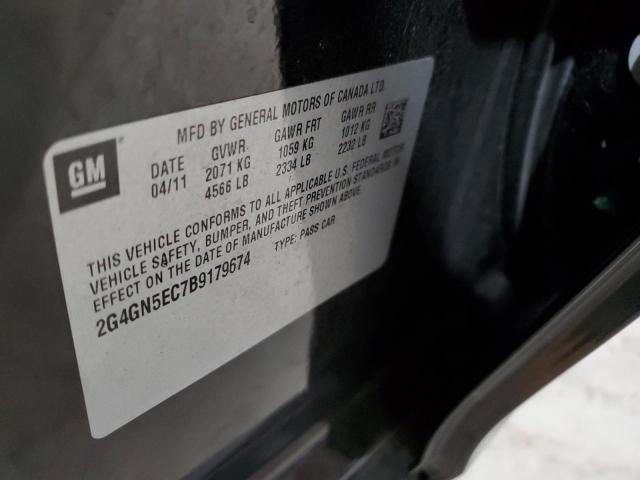 MFD BY GENERAL MOTORS OF CANADA LTD.
GM
DATE GVWR GAWR FRT GAWR RR
04/11 2071 KG 1059 KG 1012 KG
4566 LB 2334 LB 2232 LB
THIS VEHICLE CONFORMS TO ALL APPLICABLE U.S. FEDERAL MOTOR
VEHICLE SAFETY, BUMPER, AND THEFT PREVENTION STANDARDS IN
EFFECT ON THE DATE OF MANUFACTURE SHOWN ABOVE.
2G4GN5EC7B9179674 TYPE: PASS CAR